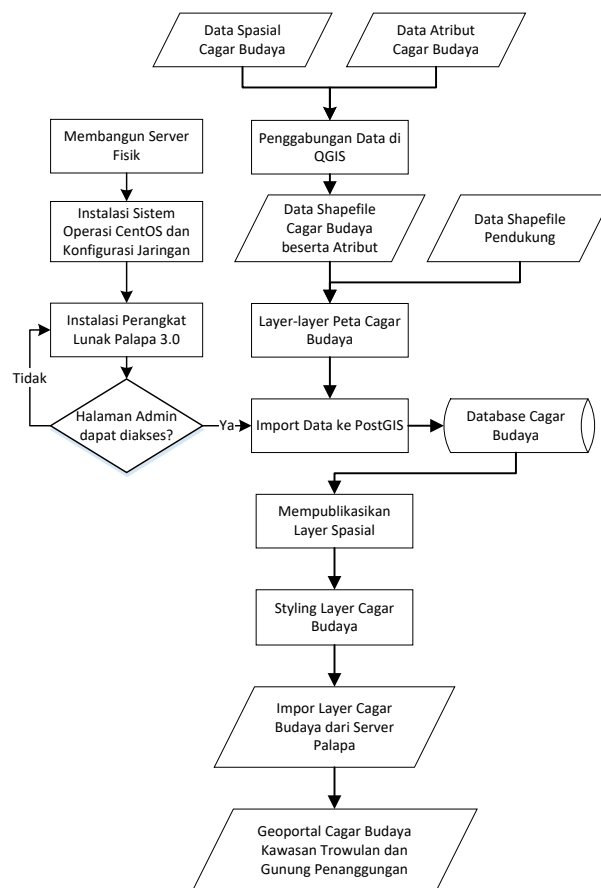 Data Spasial
Cagar Budaya
Data Atribut
Cagar Budaya
Membangun Server
Fisik
Penggabungan Data di
QGIS
Instalasi Sistem
Operasi CentOS dan
Konfigurasi Jaringan
Data Shapefile
Cagar Budaya
beserta Atribut
Data Shapefile
Pendukung
Instalasi Perangkat
Lunak Palapa 3.0
Layer-layer Peta Cagar
Budaya
Tidak
Halaman Admin
dapat diakses?
Ya
Import Data ke PostGIS
Database Cagar
Budaya
Mempublikasikan
Layer Spasial
Styling Layer Cagar
Budaya
Impor Layer Cagar
Budaya dari Server
Palapa
Geoportal Cagar Budaya
Kawasan Trowulan dan
Gunung Penanggungan